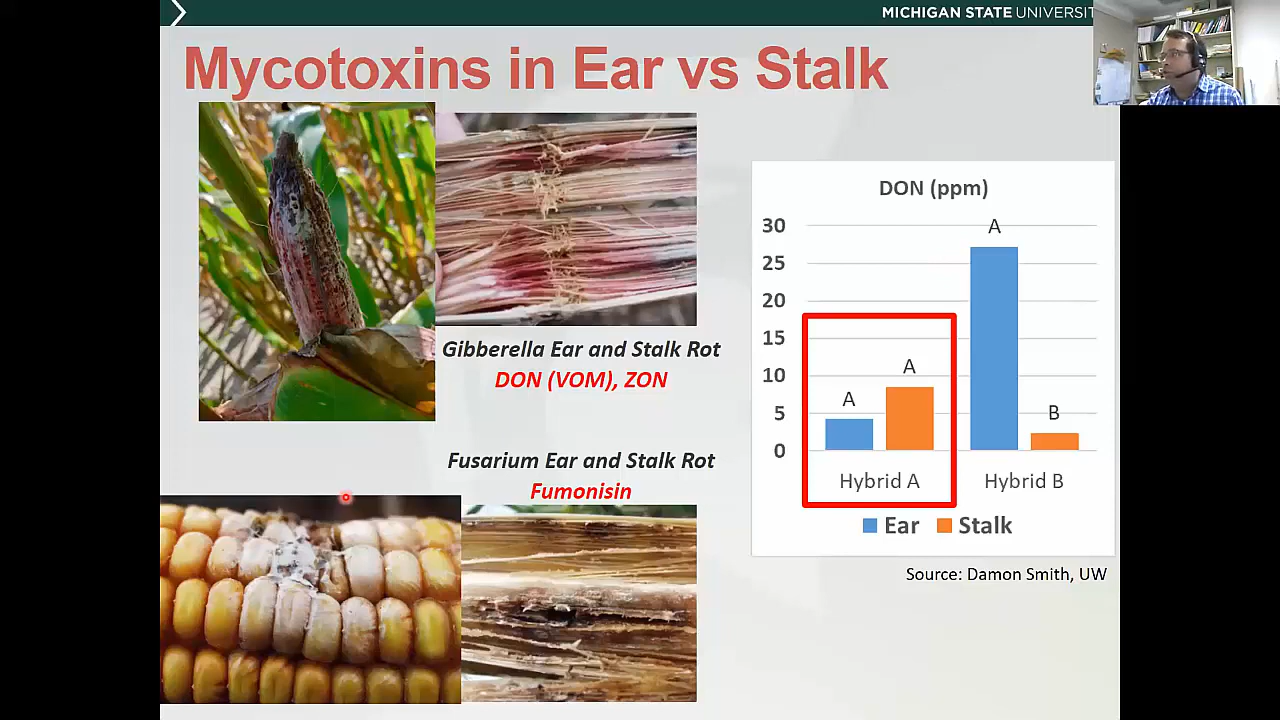 MICHIGAN STATE UNIVERSIT
Mycotoxins in Ear vs Stalk
Gibberella Ear and Stalk Rot
DON (VOM), ZON
Fusarium Ear and Stalk Rot
Fumonisin
DON (ppm)
30
25
20
15
10
5
0
A
A
A
B
Hybrid A
Hybrid B
Ear
Stalk
Source: Damon Smith, UW